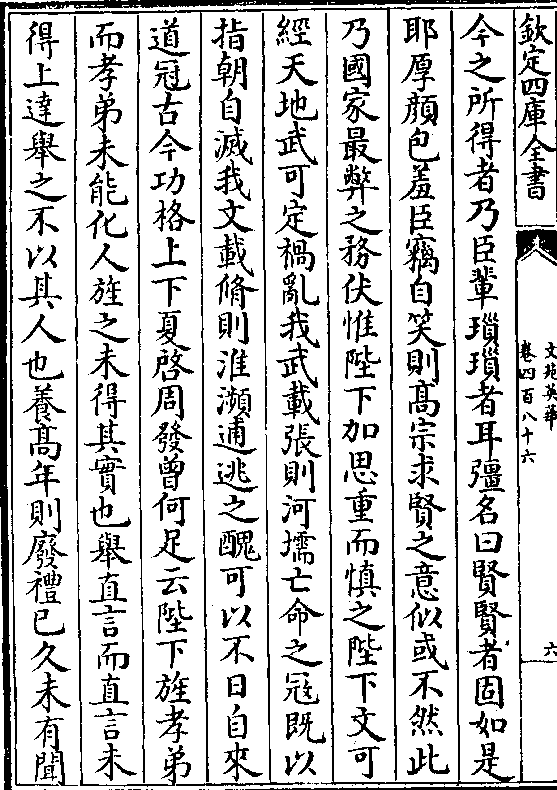 欽定四庫全書
文苑英華
卷四百八十六
六
今之所得者乃臣輩瑣瑣者耳彊名曰賢賢者固如是
耶厚顏包羞臣竊自笑則髙宗求賢之意似或不然此
乃國家最弊之務伏惟陛下加思重而慎之陛下文可
經天地武可定禍亂我武載張則河壖亡命之冦既以
指朝自滅我文載脩則淮瀕逋逃之醜可以不日自來
道冠古今功格上下夏啓周發曾何足云陛下旌孝弟
而孝弟未能化人旌之未得其實也舉直言而直言未
得上達舉之不以其人也養髙年則廢禮已久未有聞